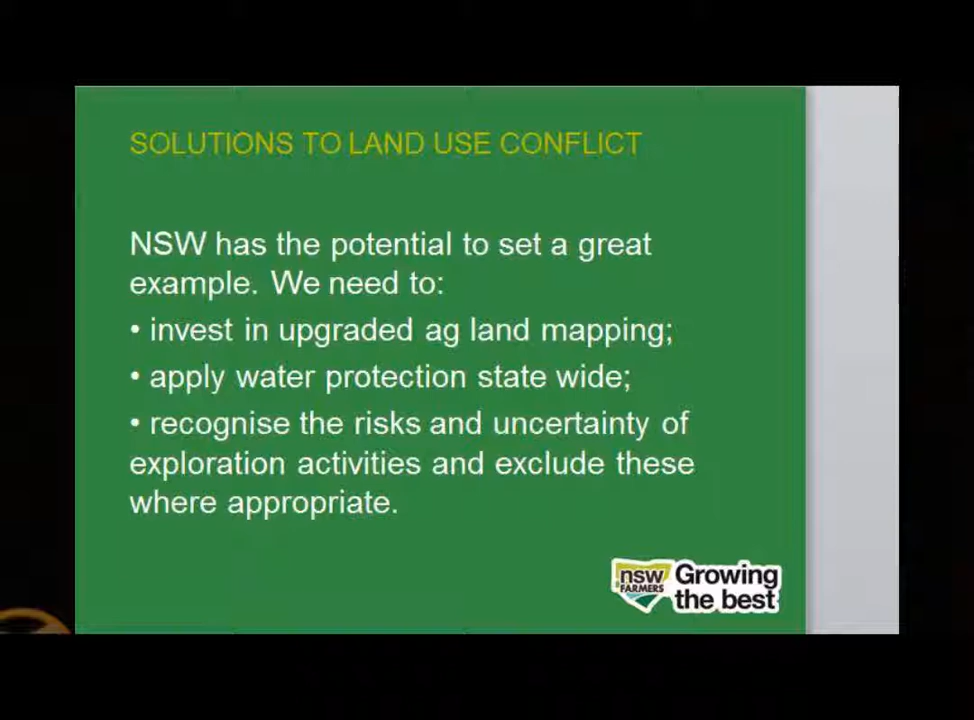 SOLUTIONS TO LAND USE CONFLICT
NSW has the potential to set a great
example. We need to:
• invest in upgraded ag land mapping;
• apply water protection state wide;
• recognise the risks and uncertainty of
exploration activities and exclude these
where appropriate.
nsw
FARMERS
Growing
the best